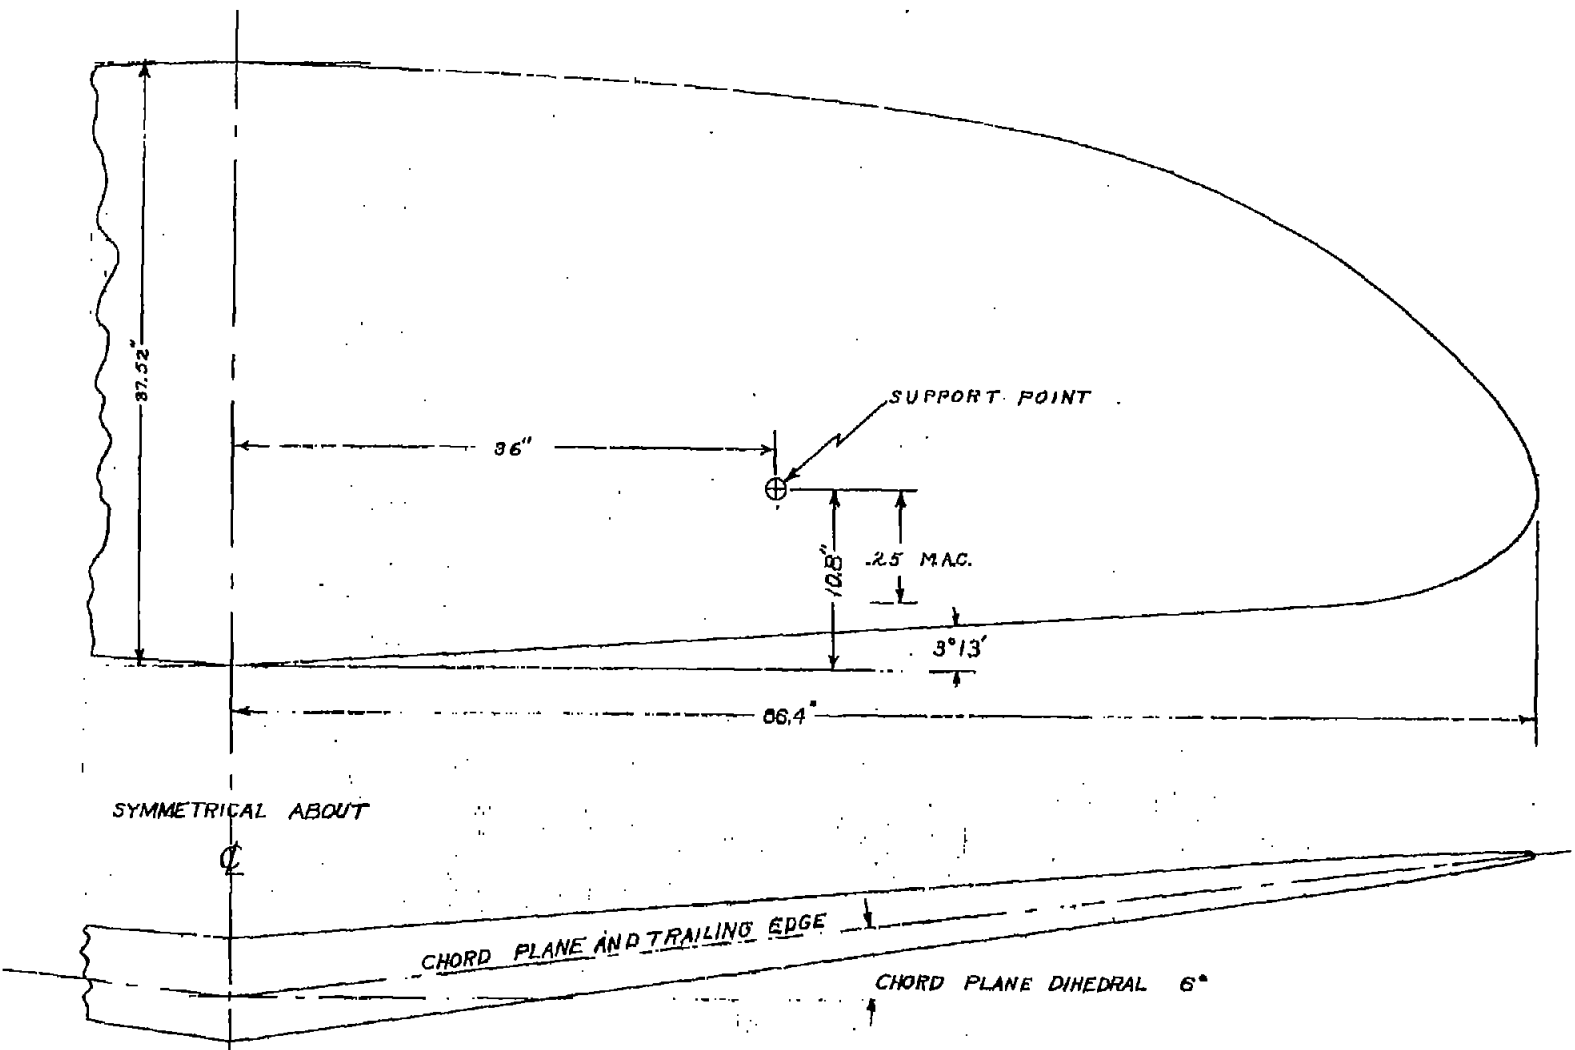 37.52"
SUPPORT POINT
36"
10.8"
.25 M.A.C.
3°13′
86.4"
SYMMETRICAL ABOUT
℄
CHORD PLANE AND TRAILING EDGE
CHORD PLANE DIHEDRAL 6°